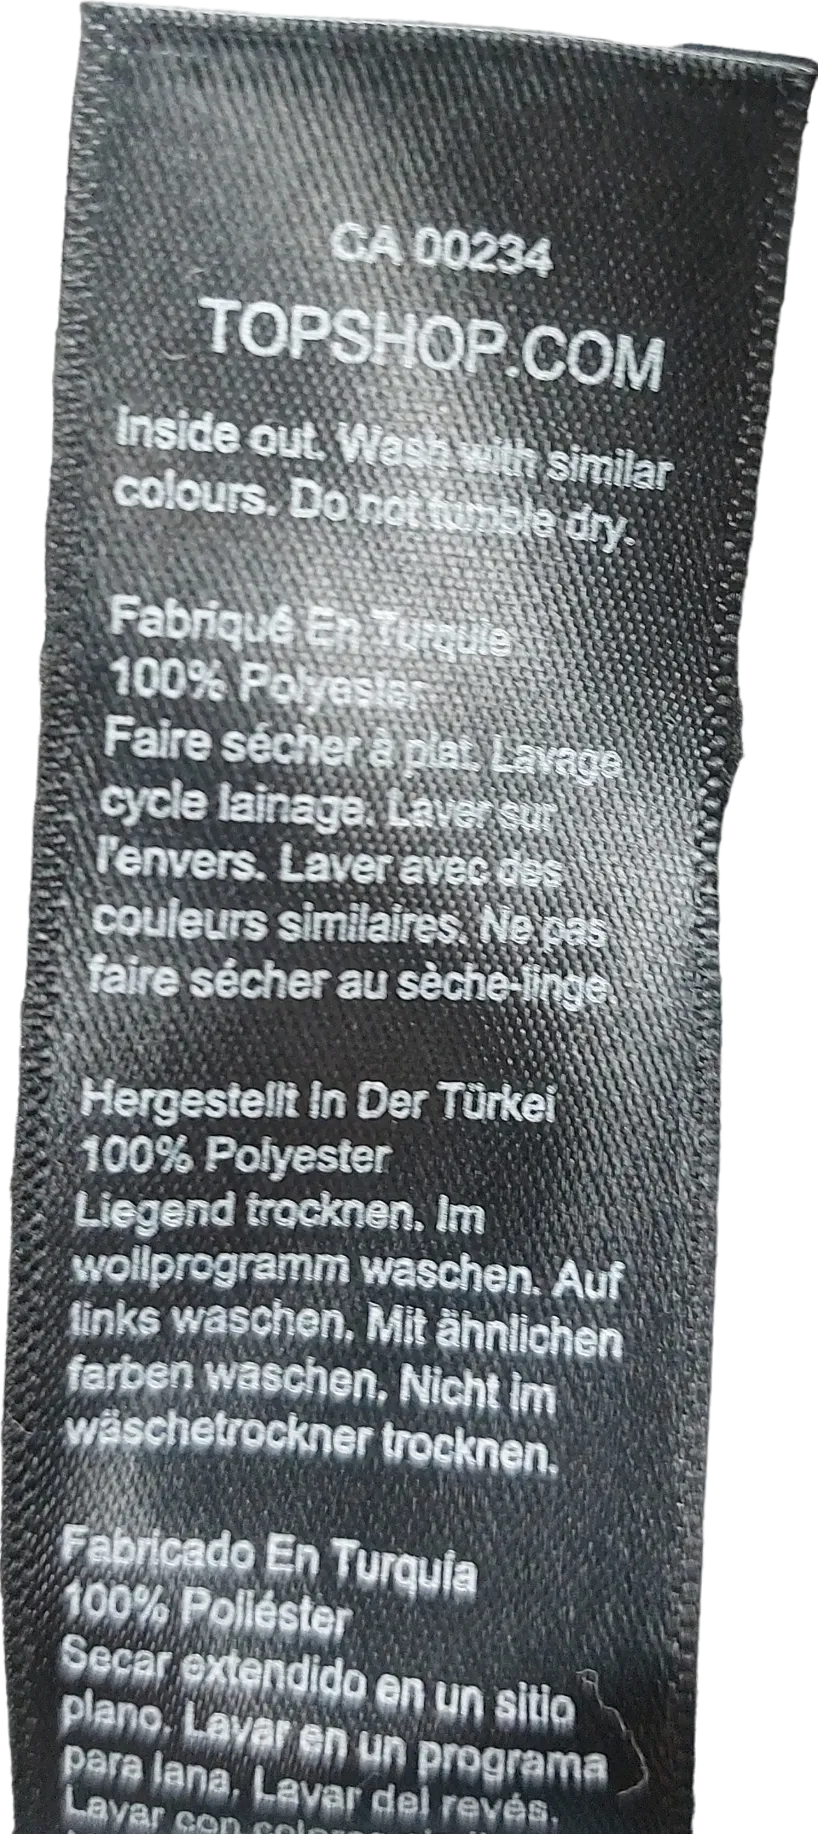 CA 00234
TOPSHOP.COM
Inside out. Wash with similar
colours. Do not tumble dry.
Fabriqué En Turquie
100% Polyester
Faire sécher à plat. Lavage
cycle lainage. Laver sur
l'envers. Laver avec des
couleurs similaires. Ne pas
faire sécher au sèche-linge
Hergestellt In Der Türkei
100% Polyester
Liegend trocknen. Im
wollprogramm waschen. Auf
links waschen. Mit ähnlichen
farben waschen. Nicht im
wäschetrockner trocknen.
Fabricado En Turquía
100% Poliéster
Secar extendido en un sitio
plano. Lavar en un programa
para lana. Lavar del revés.
Lavar con